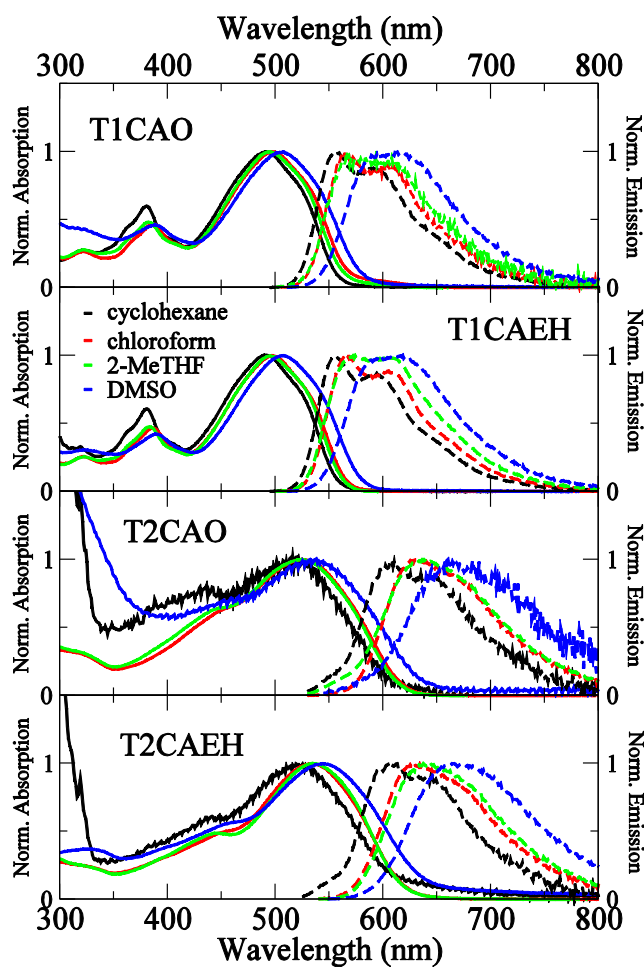 Wavelength (nm)
300 400 500 600 700 800
T1CAO
1
1
0
0
Norm. Absorption
Norm. Emission
cyclohexane
chloroform
2-MeTHF
DMSO
T1CAEH
1
1
0
0
Norm. Absorption
Norm. Emission
T2CAO
1
1
0
0
Norm. Absorption
Norm. Emission
T2CAEH
1
1
0
0
Norm. Absorption
Norm. Emission
300 400 500 600 700 800
Wavelength (nm)